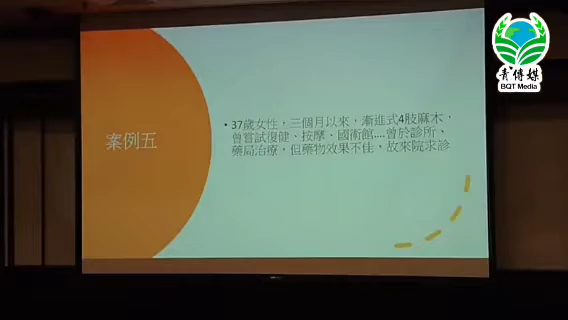 青傳媒
BQT Media
案例五
• 37歲女性，三個月以來，漸進式4肢麻木，
曾嘗試復健、按摩、國術館....曾於診所、
藥局治療，但藥物效果不佳，故來院求診